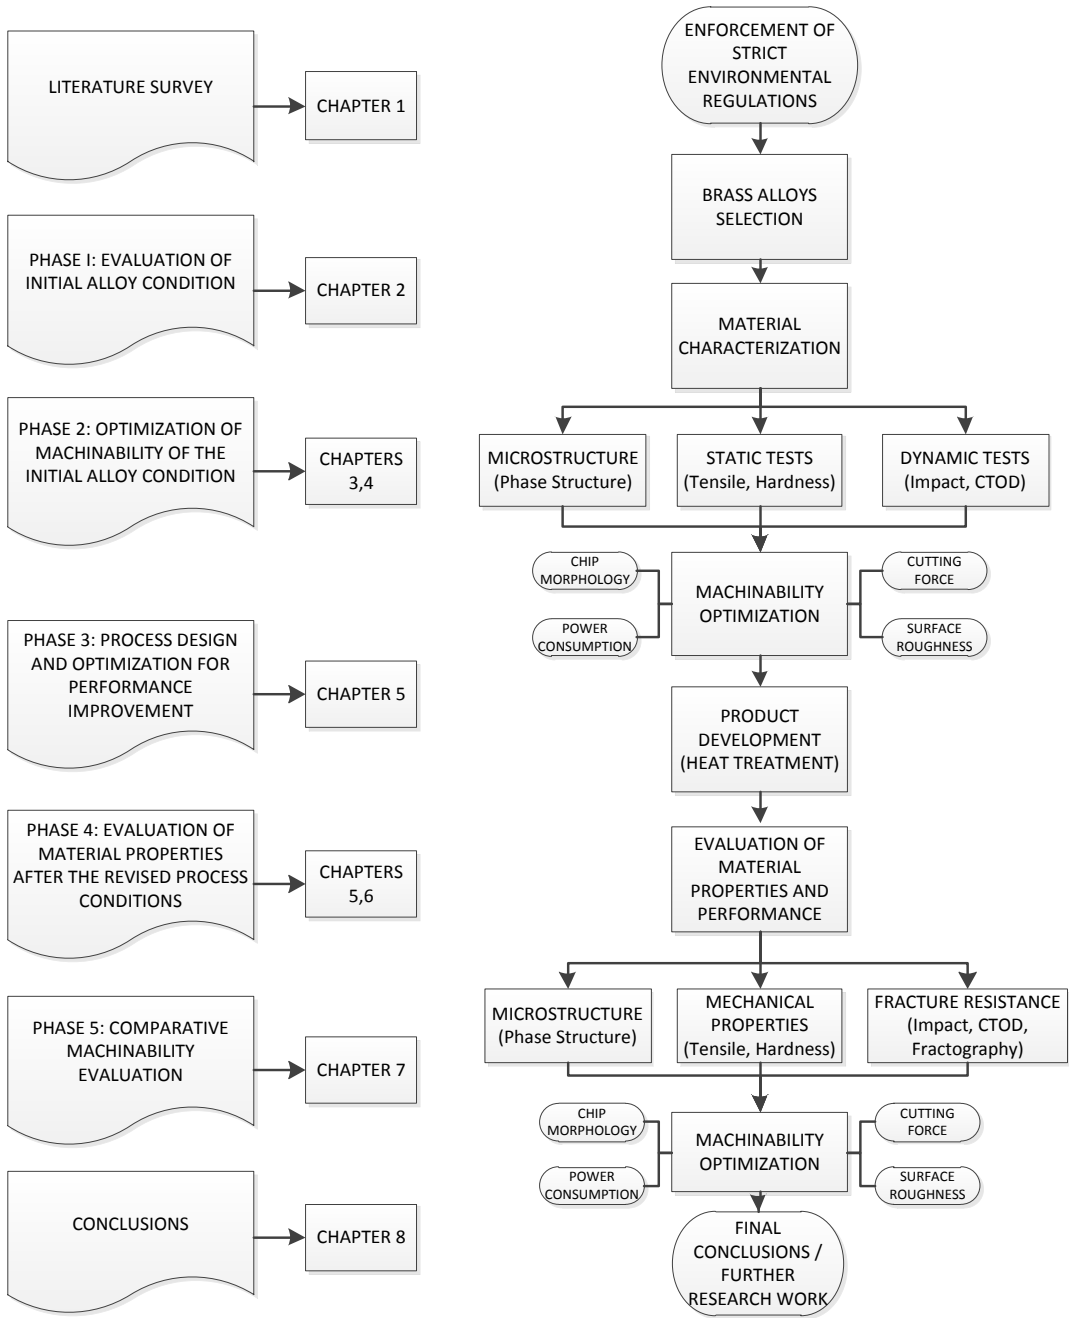 LITERATURE SURVEY
CHAPTER 1
PHASE I: EVALUATION OF
INITIAL ALLOY CONDITION
CHAPTER 2
PHASE 2: OPTIMIZATION OF
MACHINABILITY OF THE
INITIAL ALLOY CONDITION
CHAPTERS
3,4
PHASE 3: PROCESS DESIGN
AND OPTIMIZATION FOR
PERFORMANCE
IMPROVEMENT
CHAPTER 5
PHASE 4: EVALUATION OF
MATERIAL PROPERTIES
AFTER THE REVISED PROCESS
CONDITIONS
CHAPTERS
5,6
PHASE 5: COMPARATIVE
MACHINABILITY
EVALUATION
CHAPTER 7
CONCLUSIONS
CHAPTER 8
ENFORCEMENT OF
STRICT
ENVIRONMENTAL
REGULATIONS
BRASS ALLOYS
SELECTION
MATERIAL
CHARACTERIZATION
MICROSTRUCTURE
(Phase Structure)
STATIC TESTS
(Tensile, Hardness)
DYNAMIC TESTS
(Impact, CTOD)
CHIP
MORPHOLOGY
POWER
CONSUMPTION
MACHINABILITY
OPTIMIZATION
CUTTING
FORCE
SURFACE
ROUGHNESS
PRODUCT
DEVELOPMENT
(HEAT TREATMENT)
EVALUATION OF
MATERIAL
PROPERTIES AND
PERFORMANCE
MICROSTRUCTURE
(Phase Structure)
MECHANICAL
PROPERTIES
(Tensile, Hardness)
FRACTURE RESISTANCE
(Impact, CTOD,
Fractography)
CHIP
MORPHOLOGY
POWER
CONSUMPTION
MACHINABILITY
OPTIMIZATION
CUTTING
FORCE
SURFACE
ROUGHNESS
FINAL
CONCLUSIONS /
FURTHER
RESEARCH WORK